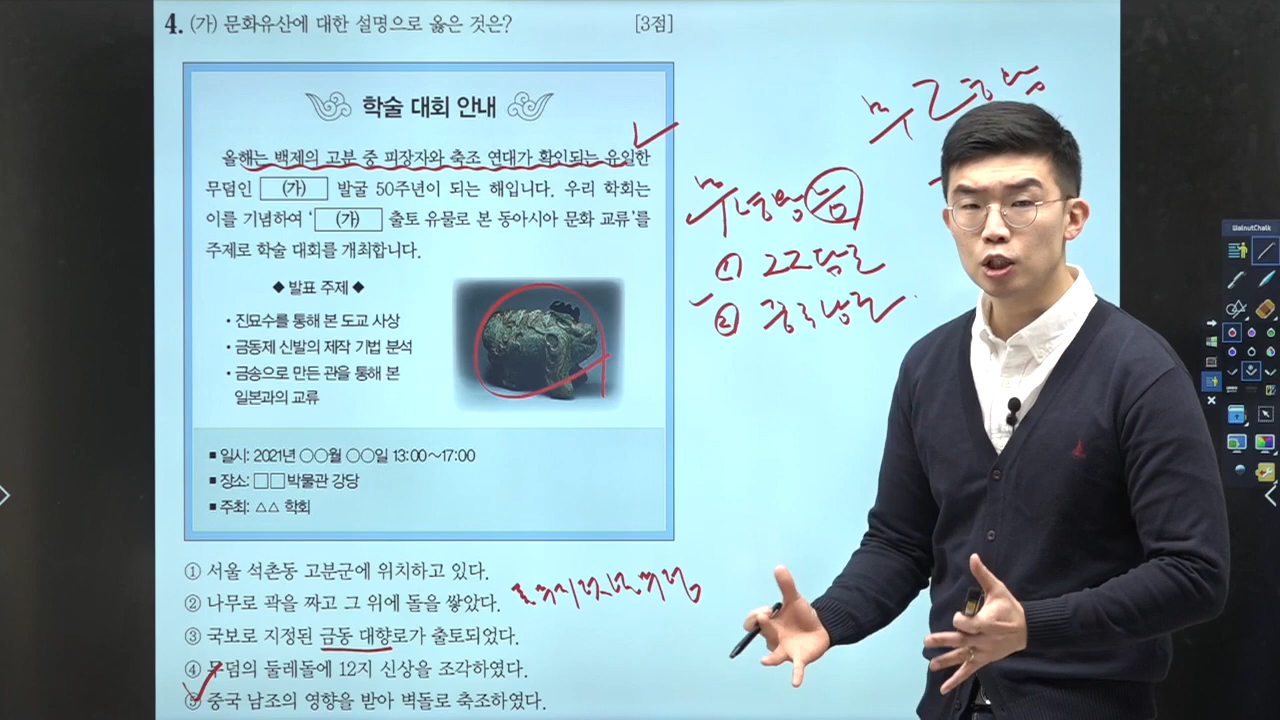 4. (가) 문화유산에 대한 설명으로 옳은 것은? [3점]
학술 대회 안내
올해는 백제의 고분 중 피장자와 축조 연대가 확인되는 유일한
무덤인 (가) 발굴 50주년이 되는 해입니다. 우리 학회는
이를 기념하여 ‘ (가) 출토 유물로 본 동아시아 문화 교류’를
주제로 학술 대회를 개최합니다.
◆ 발표 주제 ◆
• 진묘수를 통해 본 도교 사상
• 금동제 신발의 제작 기법 분석
• 금송으로 만든 관을 통해 본
일본과의 교류
■ 일시: 2021년 ○○월 ○○일 13:00~17:00
■ 장소: □□박물관 강당
■ 주최: △△ 학회
① 서울 석촌동 고분군에 위치하고 있다.
② 나무로 곽을 짜고 그 위에 돌을 쌓았다.
③ 국보로 지정된 금동 대향로가 출토되었다.
④ 무덤의 둘레돌에 12지 신상을 조각하였다.
⑤ 중국 남조의 영향을 받아 벽돌로 축조하였다.
무령왕릉
①
②
WalnutChalk